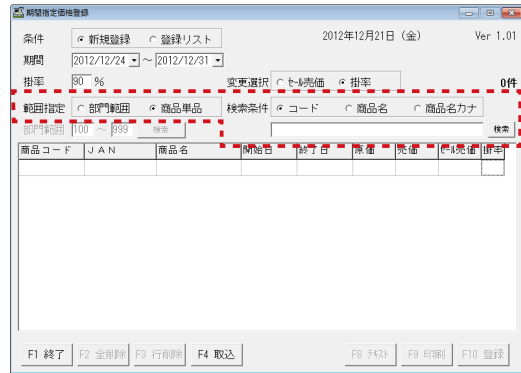 期間指定価格登録
条件 新規登録 登録リスト 2012年12月21日（金） Ver 1.01
期間 2012/12/24 ～ 2012/12/31
掛率 90 % 変更選択 ｾｰﾙ売価 掛率 0件
範囲指定 部門範囲 商品単品 検索条件 コード 商品名 商品名カナ
部門範囲 100 ～ 999 検索 検索
商品コード JAN 商品名 開始日 終了日 原価 売価 ｾｰﾙ売価 掛率
F1 終了 F2 全削除 F3 行削除 F4 取込 F8 ﾃｷｽﾄ F9 印刷 F10 登録